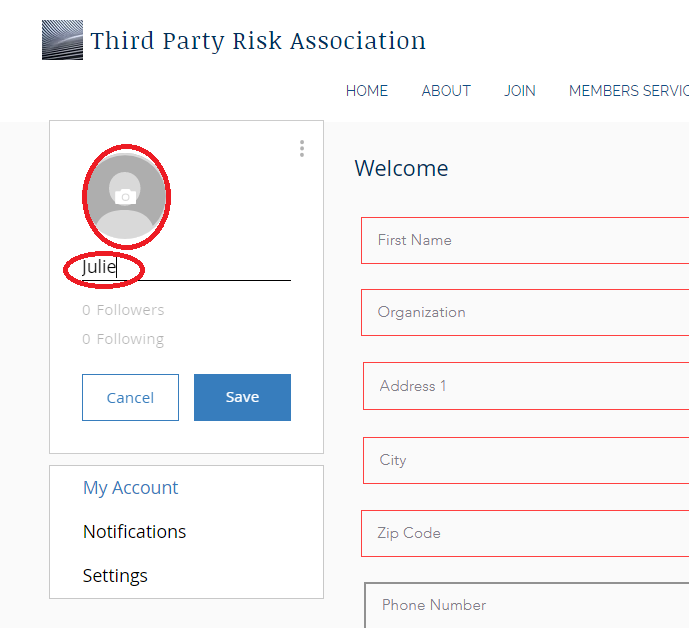 Third Party Risk Association
HOME ABOUT JOIN MEMBERS SERVIC
Julie
0 Followers
0 Following
Cancel Save
My Account
Notifications
Settings
Welcome
First Name
Organization
Address 1
City
Zip Code
Phone Number